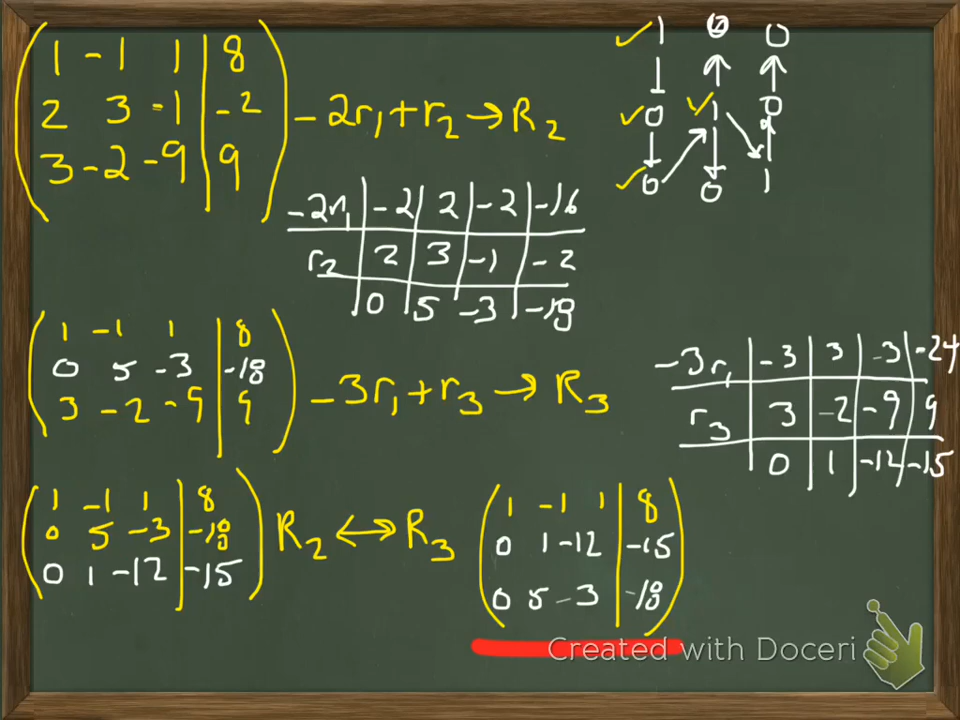 1 -1 1 | 8
2 3 -1 | -2
3 -2 -9 | 9
-2r₁ + r₂ → R₂
1 0 0
0 1 0
0 0 1
-2r₁ | -2 | 2 | -2 | -16
r₂ | 2 | 3 | -1 | -2
0 | 5 | -3 | -18
1 -1 1 | 8
0 5 -3 | -18
3 -2 -9 | 9
-3r₁ + r₃ → R₃
-3r₁ | -3 | 3 | -3 | -24
r₃ | 3 | -2 | -9 | 9
0 | 1 | -12 | -15
1 -1 1 | 8
0 5 -3 | -18
0 1 -12 | -15
R₂ ↔ R₃
1 -1 1 | 8
0 1 -12 | -15
0 5 -3 | -18
Created with Doceri